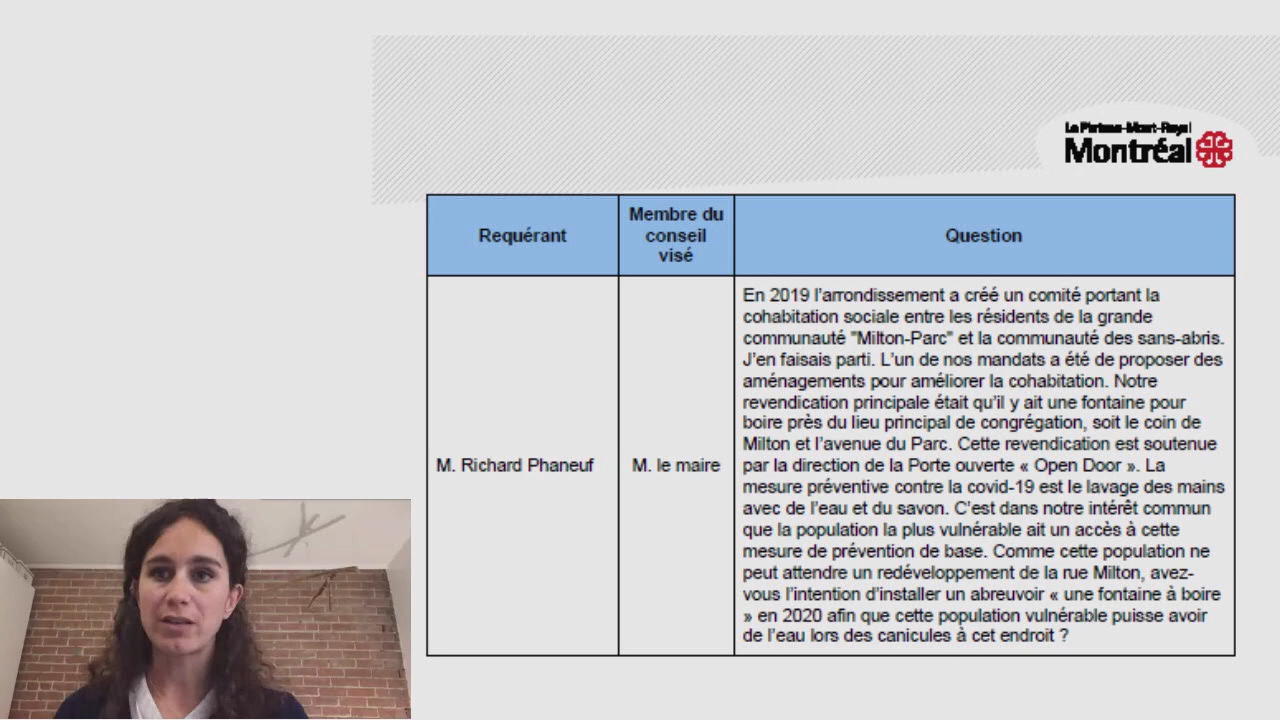 Le Plateau-Mont-Royal
Montréal
Requérant
Membre du
conseil
visé
Question
M. Richard Phaneuf
M. le maire
En 2019 l'arrondissement a créé un comité portant la
cohabitation sociale entre les résidents de la grande
communauté "Milton-Parc" et la communauté des sans-abris.
J'en faisais parti. L'un de nos mandats a été de proposer des
aménagements pour améliorer la cohabitation. Notre
revendication principale était qu'il y ait une fontaine pour
boire près du lieu principal de congrégation, soit le coin de
Milton et l'avenue du Parc. Cette revendication est soutenue
par la direction de la Porte ouverte « Open Door ». La
mesure préventive contre la covid-19 est le lavage des mains
avec de l'eau et du savon. C'est dans notre intérêt commun
que la population la plus vulnérable ait un accès à cette
mesure de prévention de base. Comme cette population ne
peut attendre un redéveloppement de la rue Milton, avez-
vous l'intention d'installer un abreuvoir « une fontaine à boire
» en 2020 afin que cette population vulnérable puisse avoir
de l'eau lors des canicules à cet endroit ?